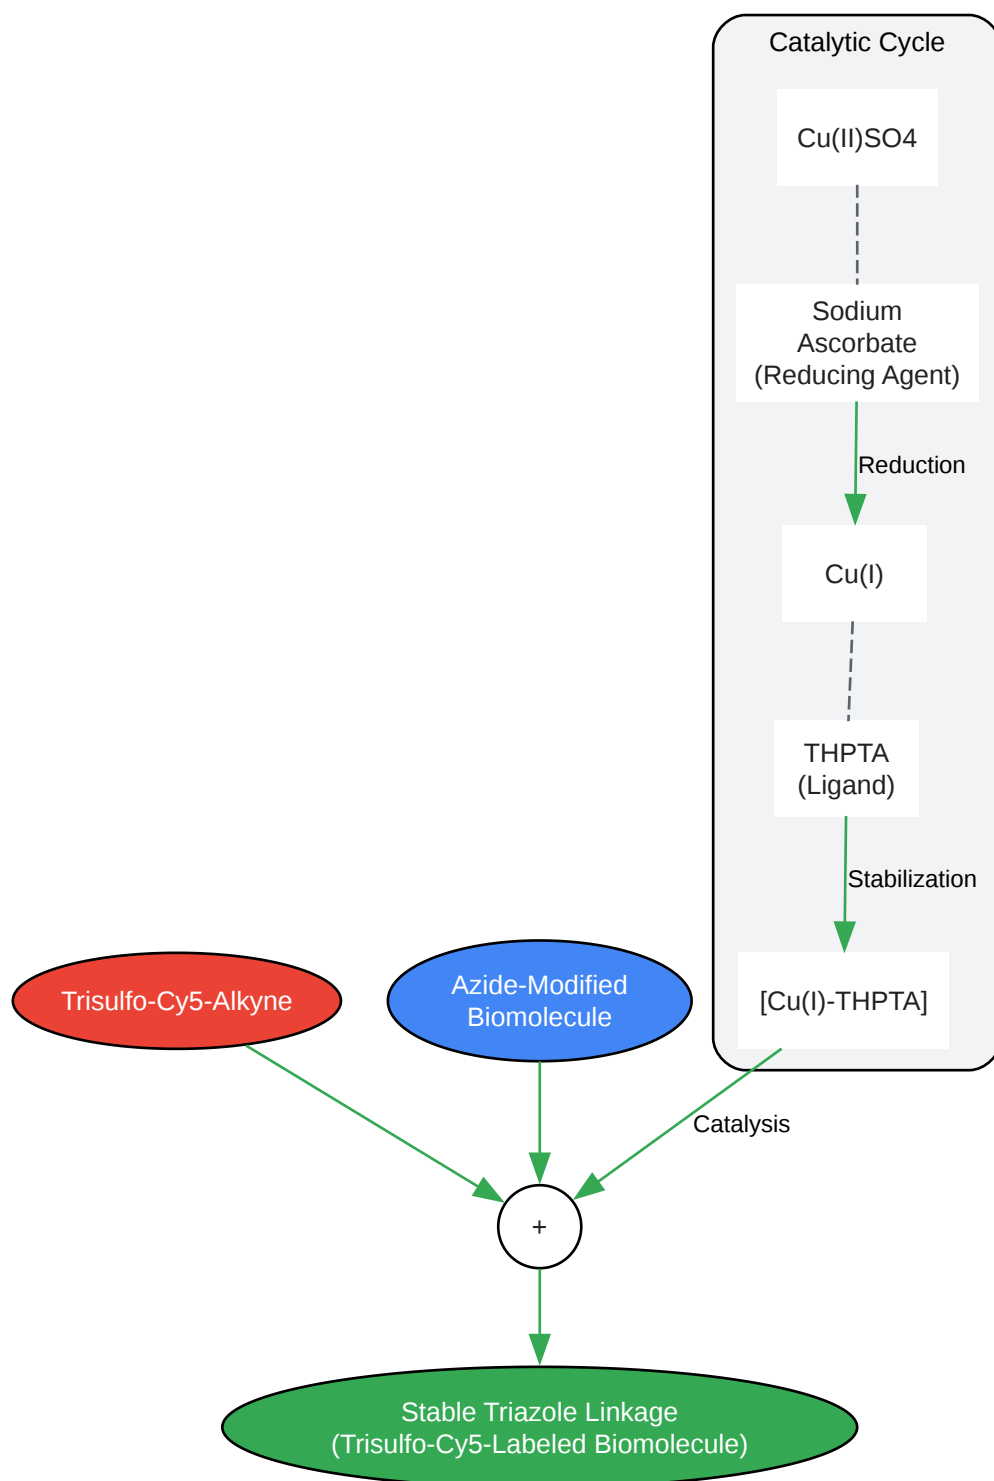 Catalytic Cycle
Cu(II)SO4
Sodium
Ascorbate
(Reducing Agent)
Reduction
Cu(I)
THPTA
(Ligand)
Stabilization
[Cu(I)-THPTA]
Trisulfo-Cy5-Alkyne
Azide-Modified
Biomolecule
Catalysis
+
Stable Triazole Linkage
(Trisulfo-Cy5-Labeled Biomolecule)